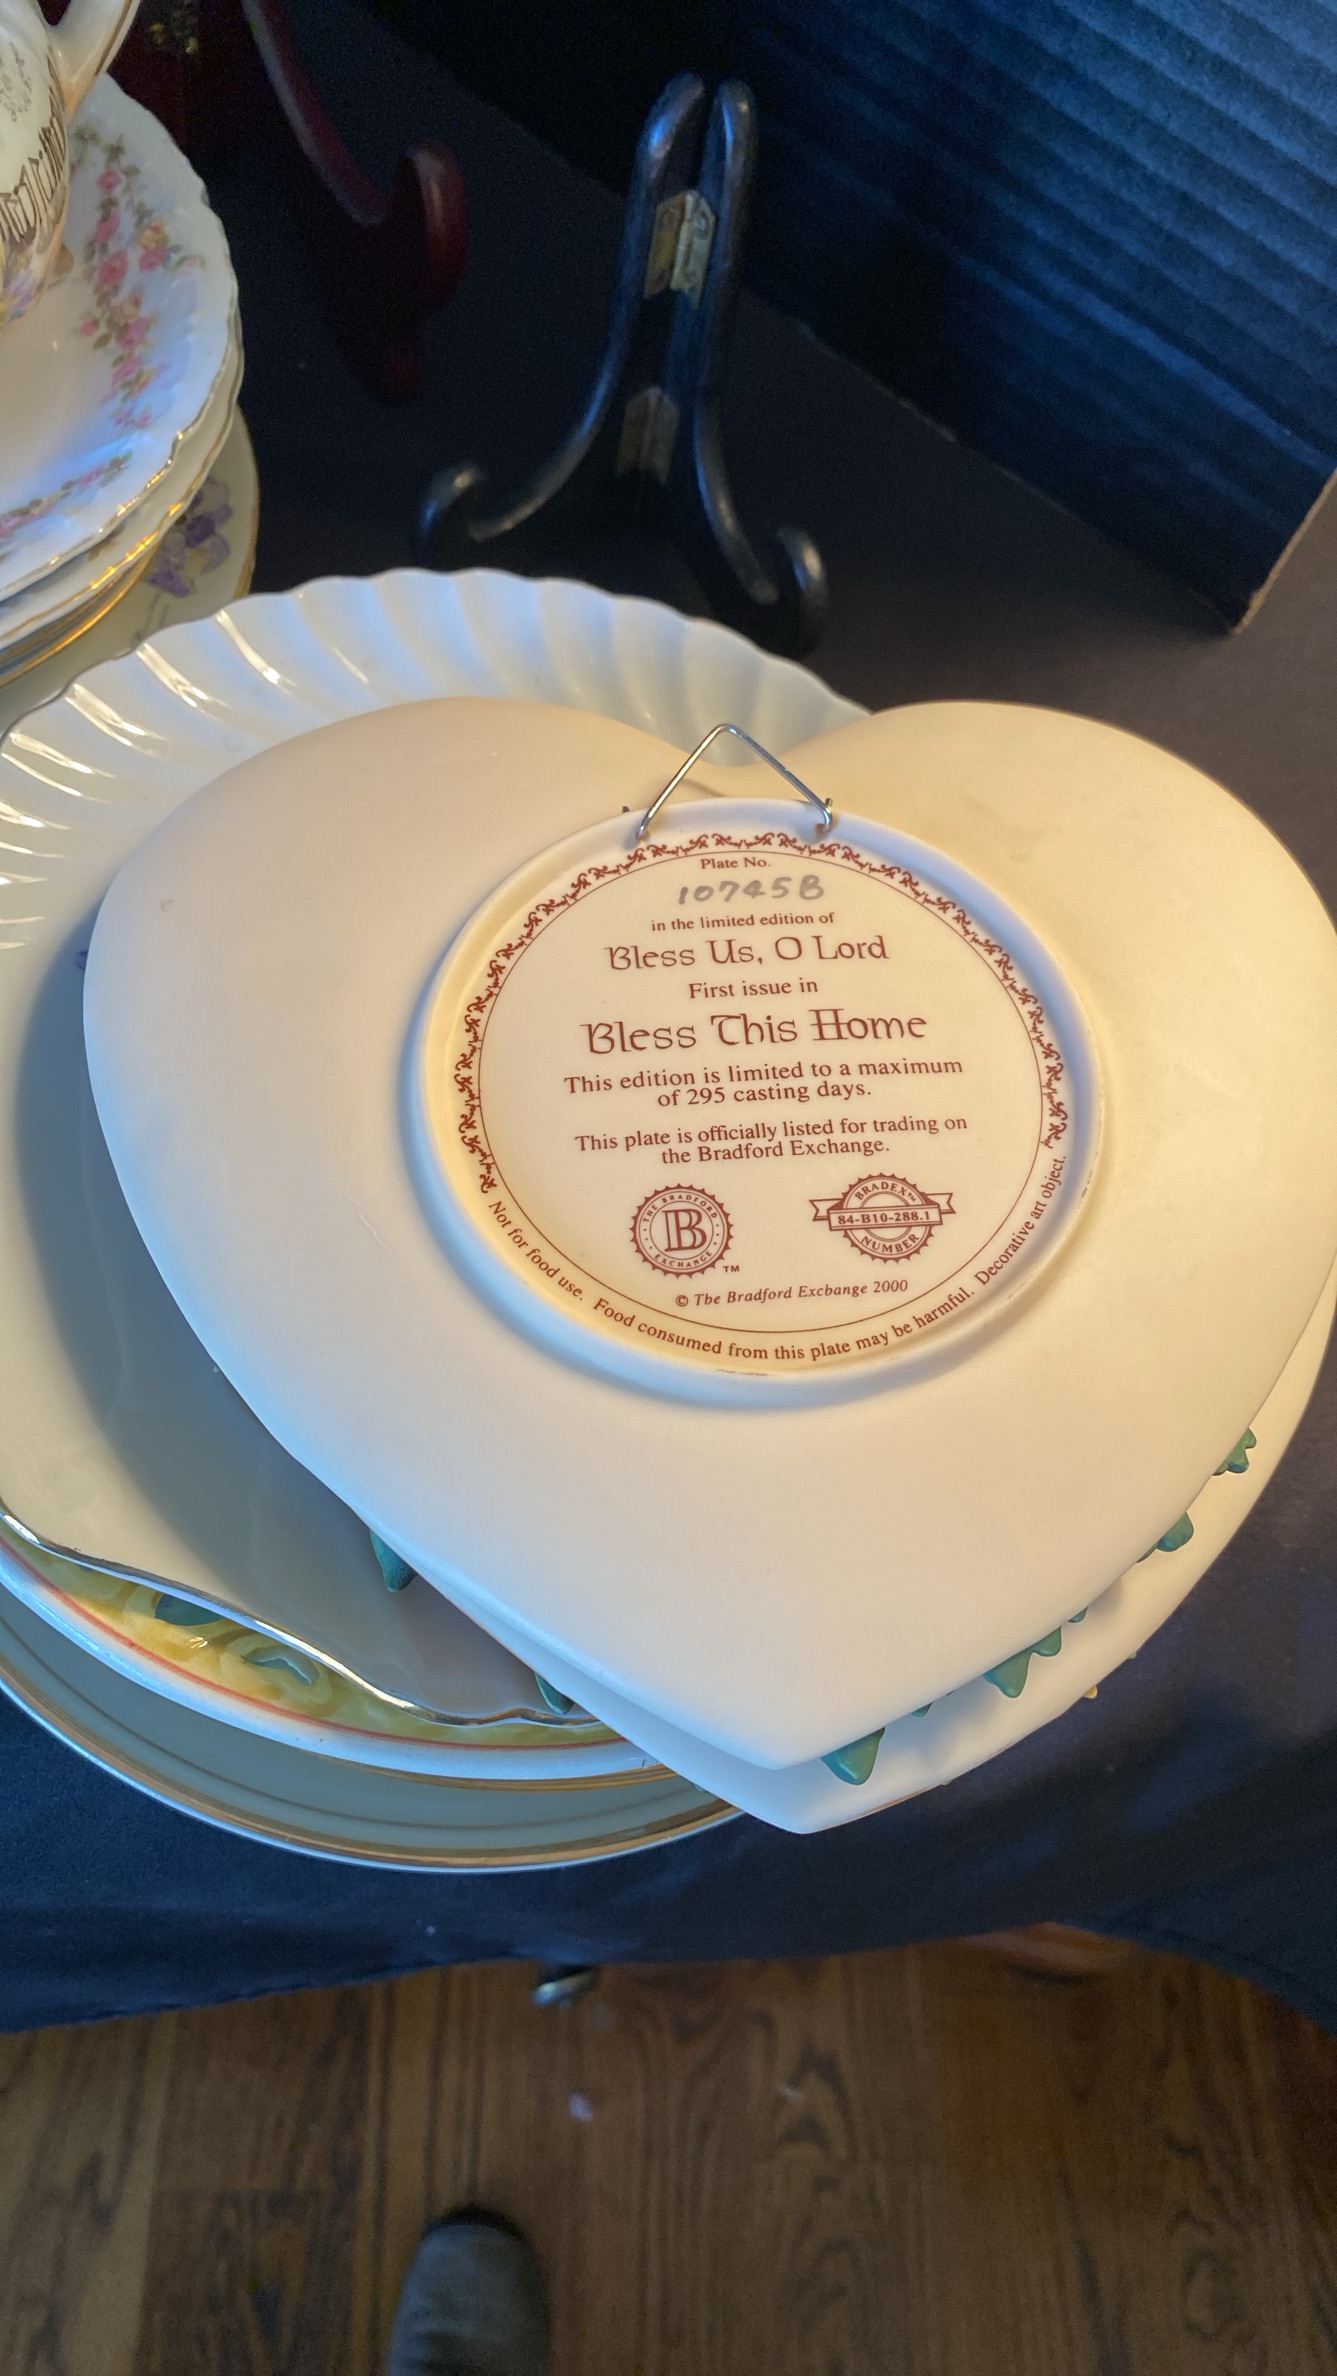 Plate No.
107458
in the limited edition of
Bless Us, O Lord
First issue in
Bless This Home
This edition is limited to a maximum
of 295 casting days.
This plate is officially listed for trading on
the Bradford Exchange.
THE BRADFORD
B
EXCHANGE
TM
BRADEX™
84-B10-288.1
NUMBER
© The Bradford Exchange 2000
Not for food use. Food consumed from this plate may be harmful. Decorative art object.